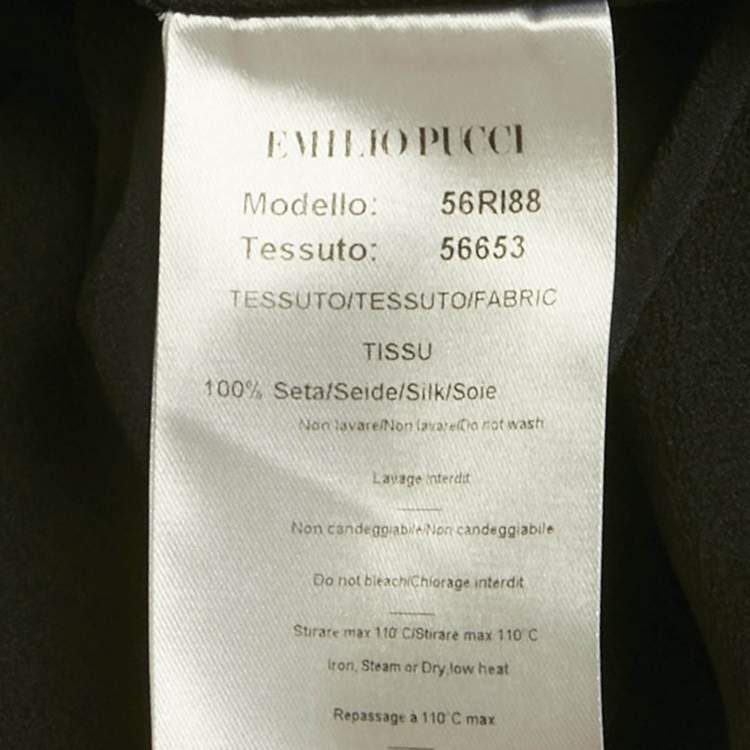 EMILIO PUCCI
Modello: 56RI88
Tessuto: 56653
TESSUTO/TESSUTO/FABRIC
TISSU
100% Seta/Seide/Silk/Soie
Non lavare/Non lavare/Do not wash
Lavage interdit
Non candeggiabile/Non candeggiabile
Do not bleach/Chlorage interdit
Stirare max 110°C/Stirare max 110°C
Iron, Steam or Dry,low heat
Repassage à 110°C max